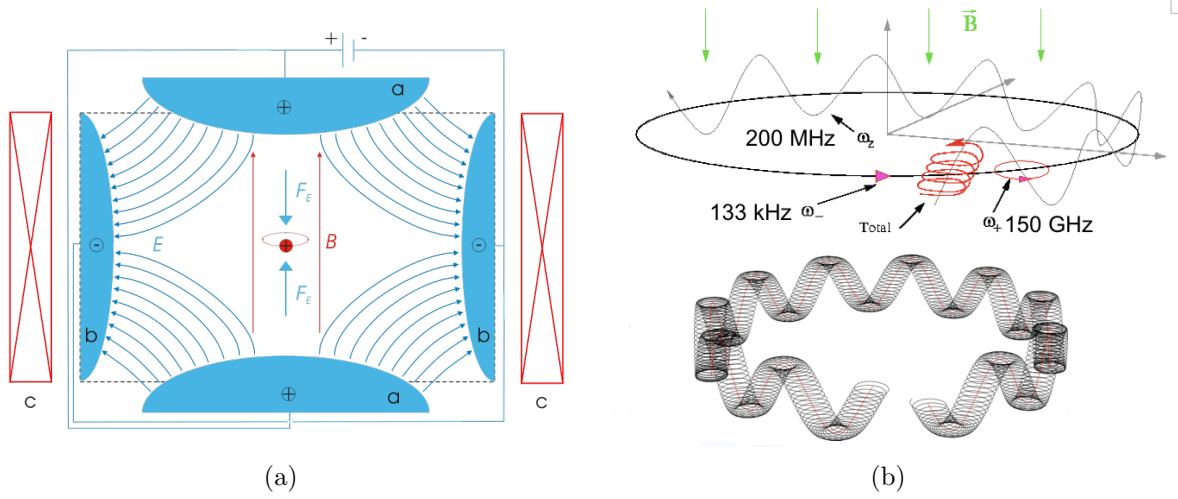 + -
a
⊕
F_E
E
B
⊖
⊖
+
F_E
b
b
⊕
a
c
c
(a)
B⃗
200 MHz ω_z
133 kHz ω_-
Total
ω_+ 150 GHz
(b)